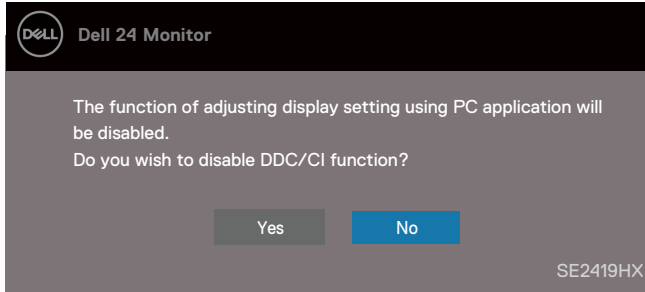 DELL
Dell 24 Monitor
The function of adjusting display setting using PC application will
be disabled.
Do you wish to disable DDC/CI function?
Yes No
SE2419HX